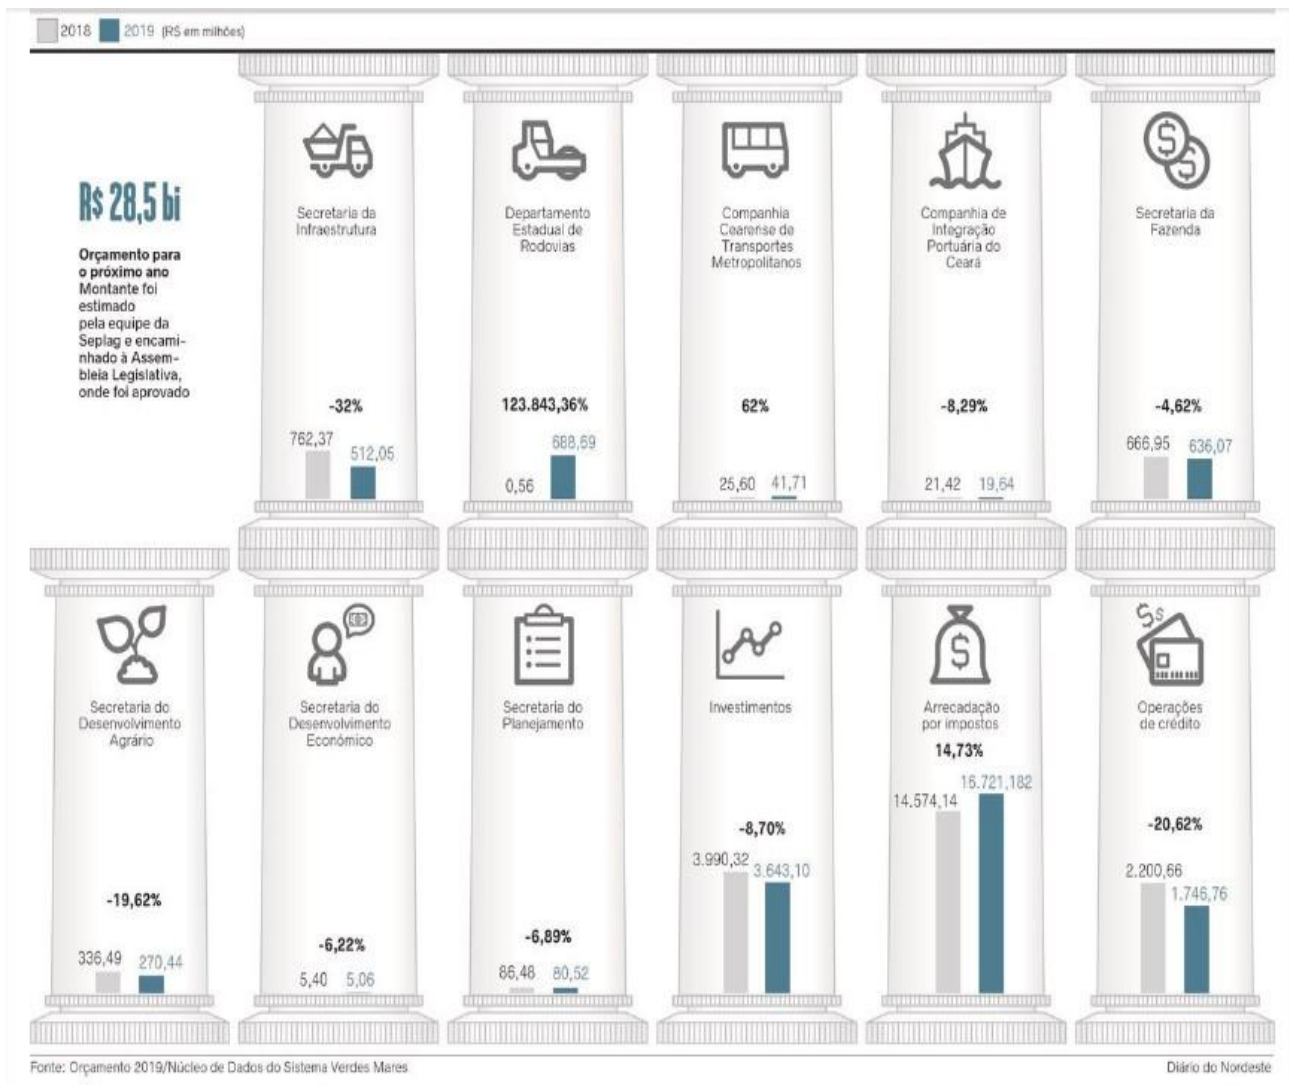 2018 2019 (R$ em milhões)
R$ 28,5 bi
Orçamento para
o próximo ano
Montante foi
estimado
pela equipe da
Seplag e encami-
nhado à Assem-
bleia Legislativa,
onde foi aprovado
Secretaria da
Infraestrutura
-32%
762,37
512,05
Departamento
Estadual de
Rodovias
123.843,36%
0,56
688,69
Companhia
Cearense de
Transportes
Metropolitanos
62%
25,60 41,71
Companhia de
Integração
Portuária do
Ceará
-8,29%
21,42 19,64
Secretaria da
Fazenda
-4,62%
666,95 636,07
Secretaria do
Desenvolvimento
Agrário
-19,62%
336,49 270,44
Secretaria do
Desenvolvimento
Econômico
-6,22%
5,40 5,06
Secretaria do
Planejamento
-6,89%
86,48 80,52
Investimentos
-8,70%
3.990,32
3.643,10
Arrecadação
por impostos
14,73%
14.574,14
16.721,182
Operações
de crédito
-20,62%
2.200,66
1.746,76
Fonte: Orçamento 2019/Núcleo de Dados do Sistema Verdes Mares
Diário do Nordeste